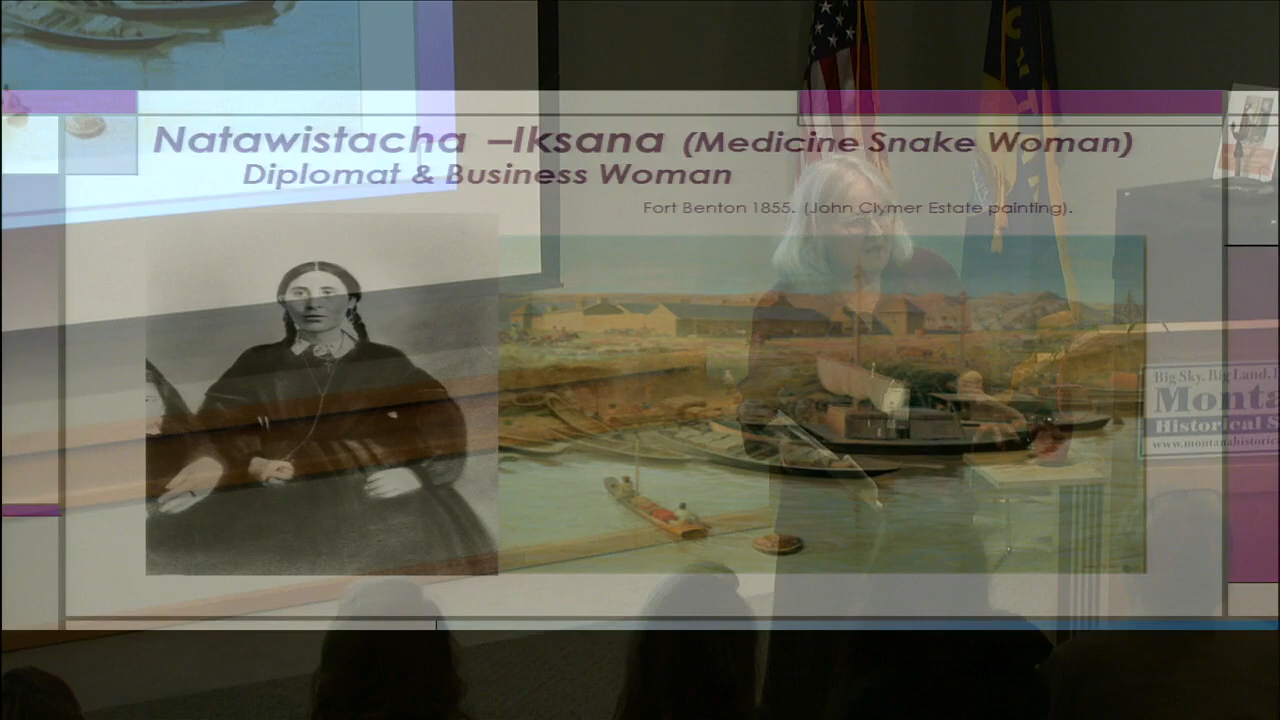 Natawistacha –Iksana (Medicine Snake Woman)
Diplomat & Business Woman
Fort Benton 1855. (John Clymer Estate painting).
Big Sky. Big Land.
Monta
Historical S
www.montanahistoric